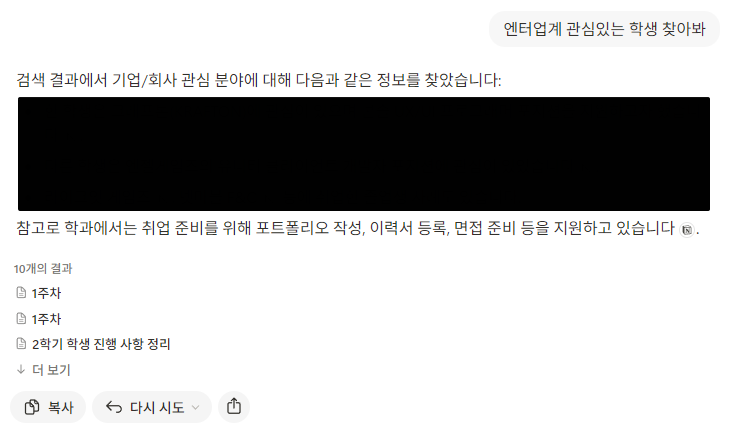 엔터업계 관심있는 학생 찾아봐
검색 결과에서 기업/회사 관심 분야에 대해 다음과 같은 정보를 찾았습니다:
참고로 학과에서는 취업 준비를 위해 포트폴리오 작성, 이력서 등록, 면접 준비 등을 지원하고 있습니다 .
10개의 결과
1주차
1주차
2학기 학생 진행 사항 정리
더 보기
복사 다시 시도